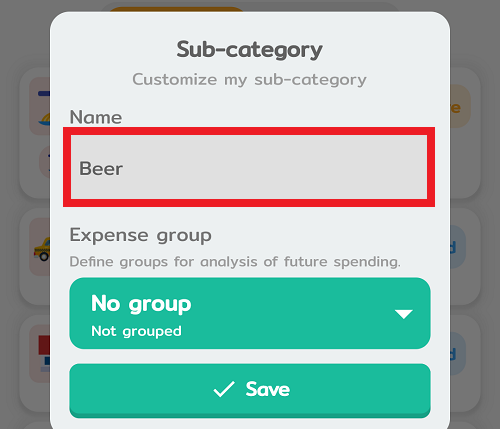 Sub-category
Customize my sub-category
Name
Beer
Expense group
Define groups for analysis of future spending.
No group
Not grouped
Save